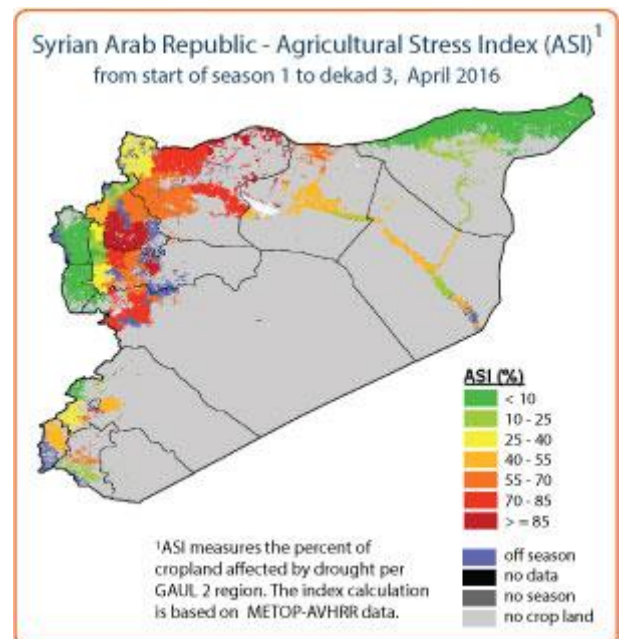 Syrian Arab Republic - Agricultural Stress Index (ASI)¹
from start of season 1 to dekad 3, April 2016
ASI (%)
< 10
10 - 25
25 - 40
40 - 55
55 - 70
70 - 85
> = 85
off season
no data
no season
no crop land
¹ASI measures the percent of
cropland affected by drought per
GAUL 2 region. The index calculation
is based on METOP-AVHRR data.